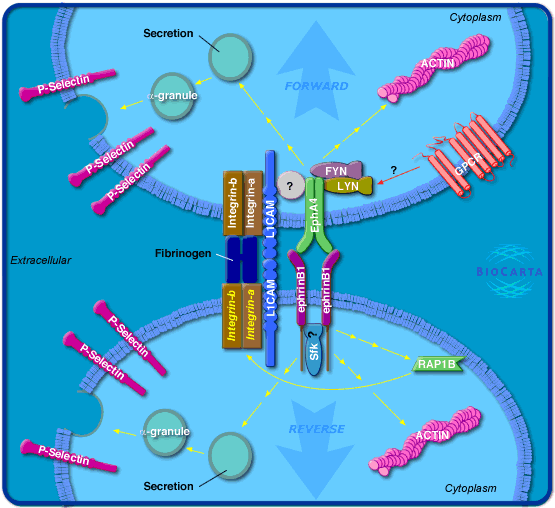 Cytoplasm
Secretion
P-Selectin
α-granule
FORWARD
ACTIN
P-Selectin
P-Selectin
GPCR
?
?
FYN
LYN
EphA4
Integrin-b
Integrin-a
L1CAM
Extracellular
Fibrinogen
BIOCARTA
ephrinB1
ephrinB1
L1CAM
Integrin-b
Integrin-a
P-Selectin
P-Selectin
Sfk ?
RAP1B
α-granule
REVERSE
ACTIN
P-Selectin
Secretion
Cytoplasm